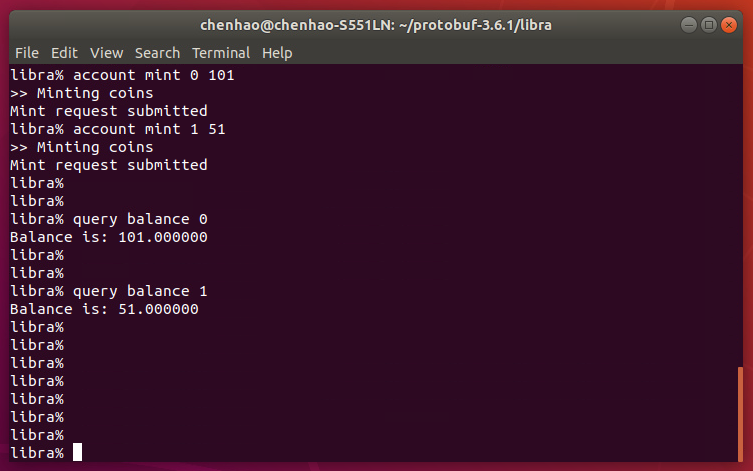 chenhao@chenhao-S551LN: ~/protobuf-3.6.1/libra
File Edit View Search Terminal Help
libra% account mint 0 101
>> Minting coins
Mint request submitted
libra% account mint 1 51
>> Minting coins
Mint request submitted
libra%
libra%
libra% query balance 0
Balance is: 101.000000
libra%
libra%
libra% query balance 1
Balance is: 51.000000
libra%
libra%
libra%
libra%
libra%
libra%
libra%
libra%